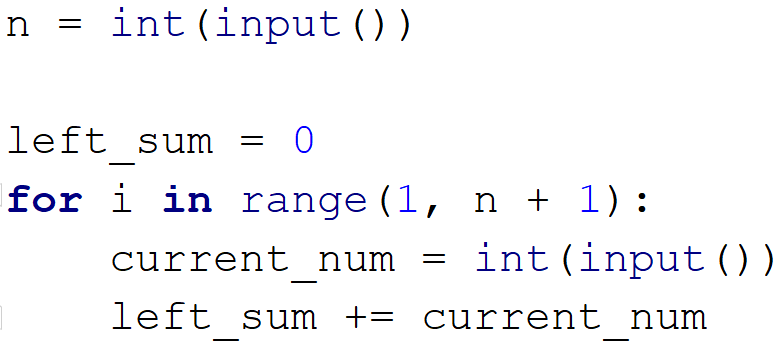 n = int(input())
left_sum = 0
for i in range(1, n + 1):
    current_num = int(input())
    left_sum += current_num